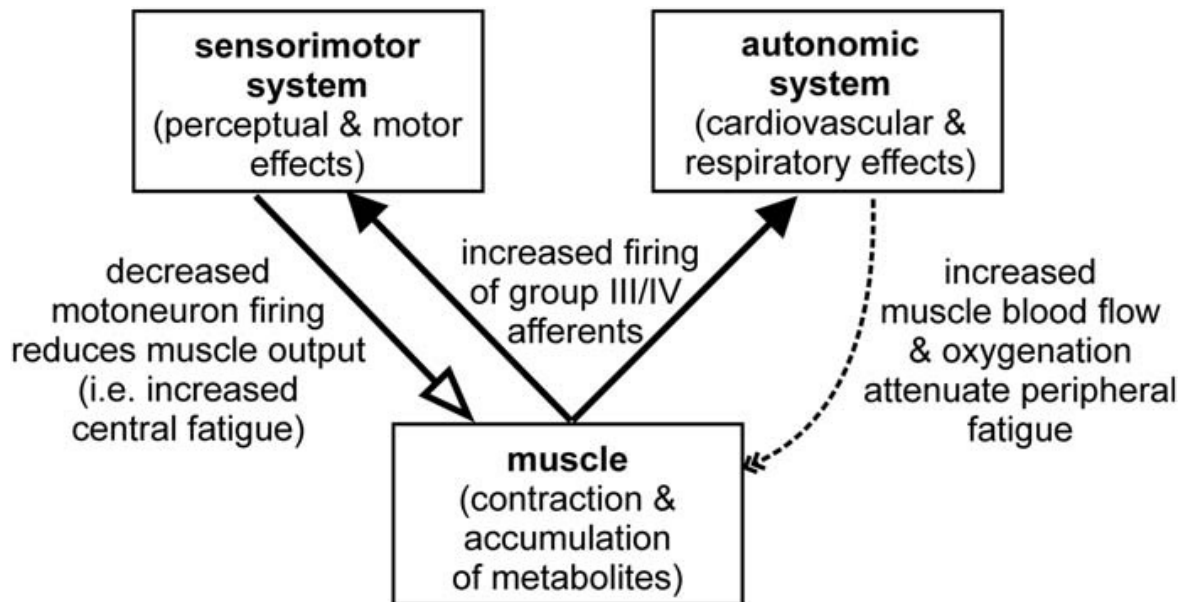 sensorimotor
system
(perceptual & motor
effects)
autonomic
system
(cardiovascular &
respiratory effects)
decreased
motoneuron firing
reduces muscle output
(i.e. increased
central fatigue)
increased firing
of group III/IV
afferents
increased
muscle blood flow
& oxygenation
attenuate peripheral
fatigue
muscle
(contraction &
accumulation
of metabolites)